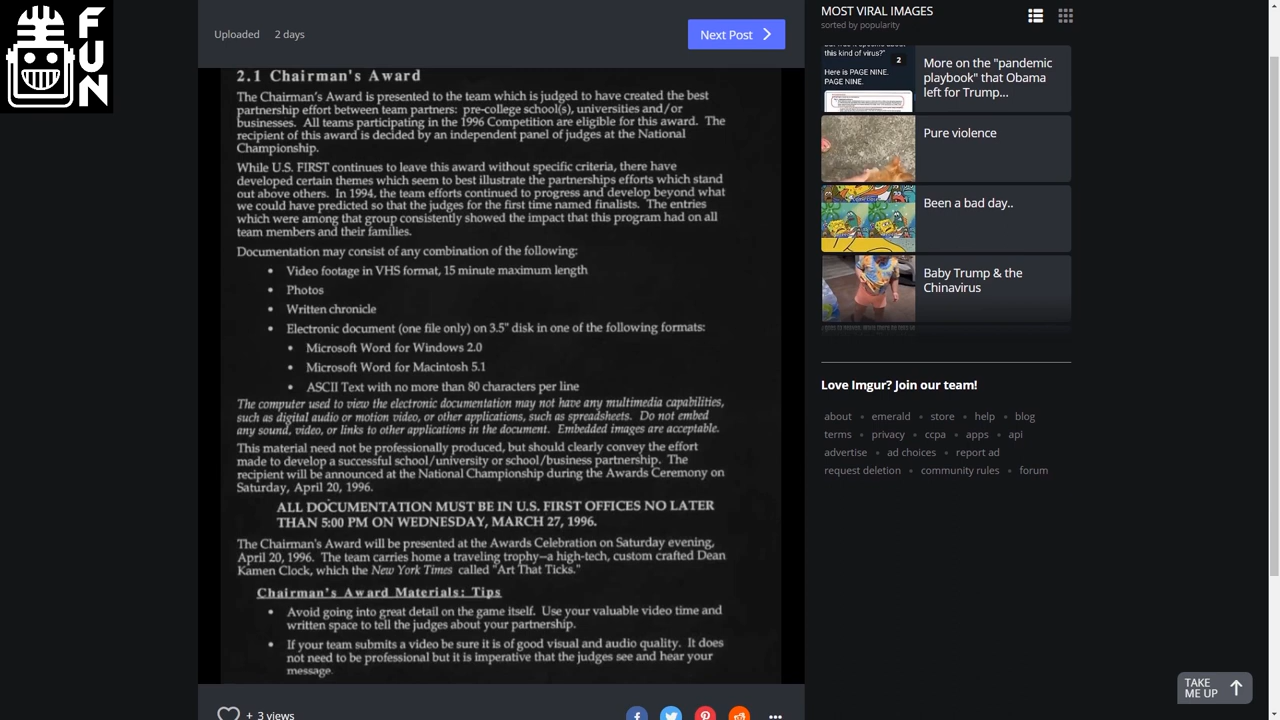 FUN
Uploaded 2 days
Next Post
2.1 Chairman's Award
The Chairman's Award is presented to the team which is judged to have created the best
partnership effort among team members: high/college school(s), universities and/or
businesses. All teams participating in the 1996 Competition are eligible for this award. The
recipient of this award is decided by an independent panel of judges at the National
Championship.
While U.S. FIRST continues to leave this award without specific criteria, there have
developed certain themes which seem to best illustrate the partnerships efforts which stand
out about others. In 1994, the team efforts continued to progress and develop beyond what
we could have predicted so that the judges for the first time named finalists. The entries
which were among that group consistently showed the impact that this program had on all
team members and their families.
Documentation may consist of any combination of the following:
• Video footage in VHS format, 15 minute maximum length
• Photos
• Written chronicle
• Electronic document (one file only) on 3.5" disk in one of the following formats:
• Microsoft Word for Windows 2.0
• Microsoft Word for Macintosh 5.1
• ASCII Text with no more than 80 characters per line
The computer used to view the electronic documentation may not have any multimedia capabilities,
such as digital audio or motion video, or other applications, such as spreadsheets. Do not embed
any sound, video, or links to other applications in the document. Embedded images are acceptable.
This material need not be professionally produced, but should clearly convey the effort
made to develop a successful school/university or school/business partnership. The
recipient will be announced at the National Championship during the Awards Ceremony on
Saturday, April 20, 1996.
ALL DOCUMENTATION MUST BE IN U.S. FIRST OFFICES NO LATER
THAN 5:00 PM ON WEDNESDAY, MARCH 27, 1996.
The Chairman's Award will be presented at the Awards Celebration on Saturday evening,
April 20, 1996. The team carries home a traveling trophy—a high-tech, custom crafted Dean
Kamen Clock, which the New York Times called "Art That Ticks."
Chairman's Award Materials: Tips
• Avoid going into great detail on the game itself. Use your valuable video time and
written space to tell the judges about your partnership.
• If your team submits a video be sure it is of good visual and audio quality. It does
not need to be professional but it is imperative that the judges see and hear your
message.
+ 3 views
MOST VIRAL IMAGES
sorted by popularity
this kind of virus?"
2
Here is PAGE NINE.
PAGE NINE.
More on the "pandemic
playbook" that Obama
left for Trump...
Pure violence
Been a bad day..
Baby Trump & the
Chinavirus
Love Imgur? Join our team!
about • emerald • store • help • blog
terms • privacy • ccpa • apps • api
advertise • ad choices • report ad
request deletion • community rules • forum
TAKE
ME UP